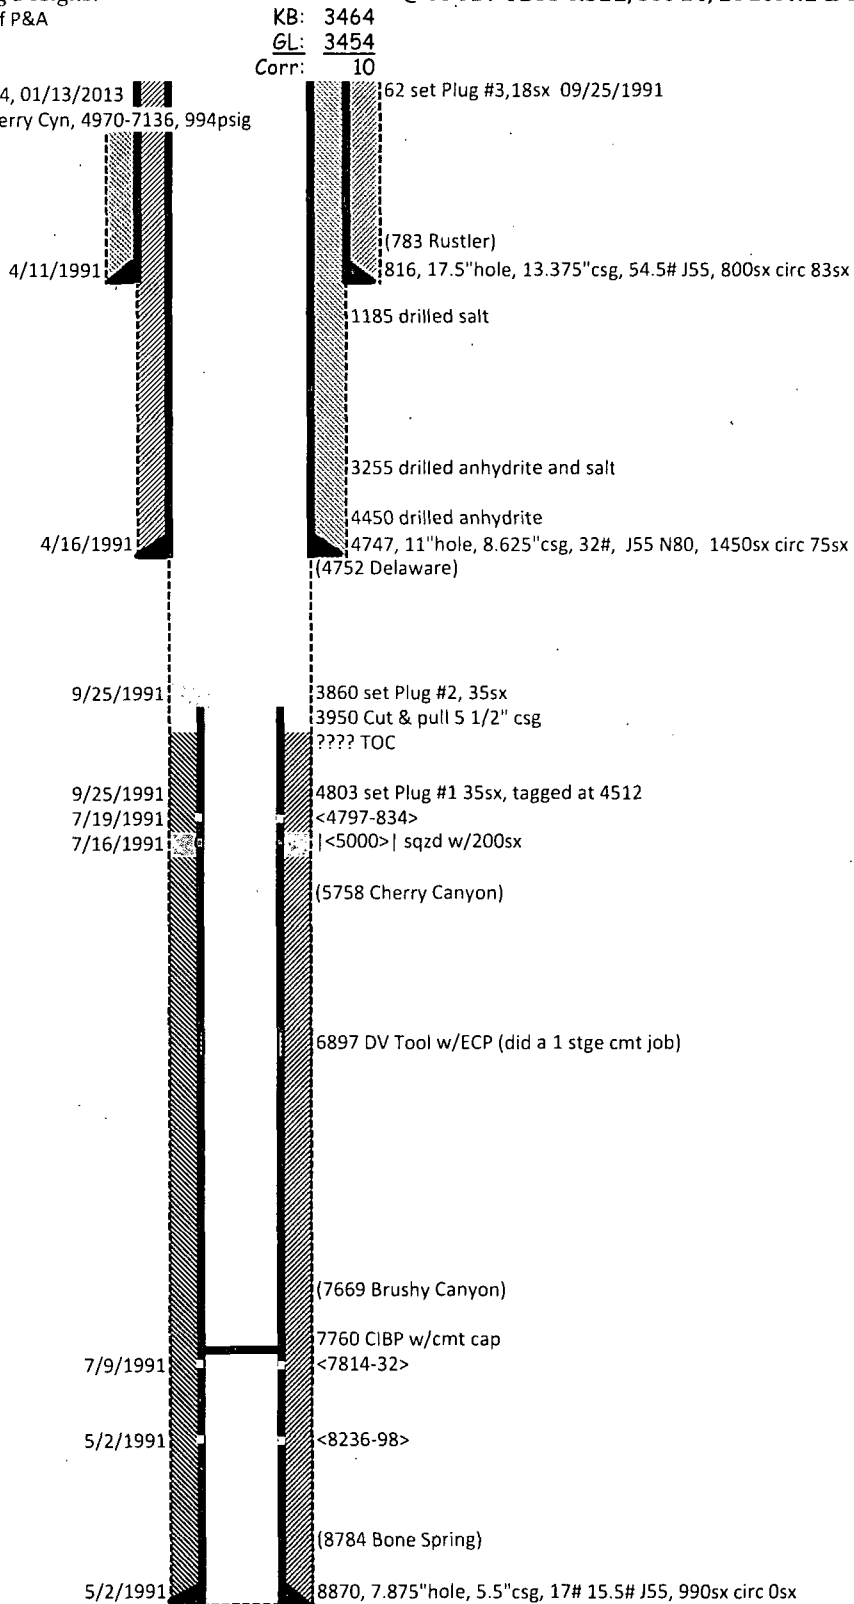 f P&A
KB: 3464
GL: 3454
Corr: 10
4, 01/13/2013
62 set Plug #3,18sx 09/25/1991
erry Cyn, 4970-7136, 994psig
(783 Rustler)
4/11/1991
816, 17.5"hole, 13.375"csg, 54.5# J55, 800sx circ 83sx
1185 drilled salt
3255 drilled anhydrite and salt
4450 drilled anhydrite
4/16/1991
4747, 11"hole, 8.625"csg, 32#, J55 N80, 1450sx circ 75sx
(4752 Delaware)
9/25/1991
3860 set Plug #2, 35sx
3950 Cut & pull 5 1/2" csg
???? TOC
9/25/1991
4803 set Plug #1 35sx, tagged at 4512
7/19/1991
<4797-834>
7/16/1991
|<5000>| sqzd w/200sx
(5758 Cherry Canyon)
6897 DV Tool w/ECP (did a 1 stge cmt job)
(7669 Brushy Canyon)
7760 CIBP w/cmt cap
7/9/1991
<7814-32>
5/2/1991
<8236-98>
(8784 Bone Spring)
5/2/1991
8870, 7.875"hole, 5.5"csg, 17# 15.5# J55, 990sx circ 0sx